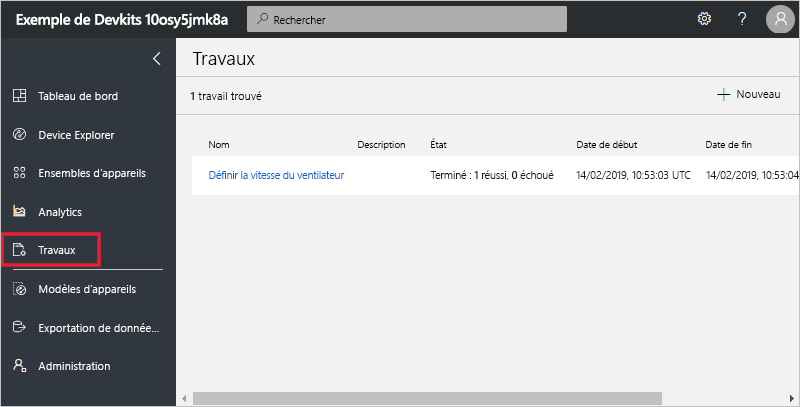 Exemple de Devkits 10osy5jmk8a
Rechercher
?
Tableau de bord
Device Explorer
Ensembles d'appareils
Analytics
Travaux
Modèles d'appareils
Exportation de donnée...
Administration
Travaux
1 travail trouvé
Nouveau
Nom Description État Date de début Date de fin
Définir la vitesse du ventilateur Terminé : 1 réussi, 0 échoué 14/02/2019, 10:53:03 UTC 14/02/2019, 10:53:04